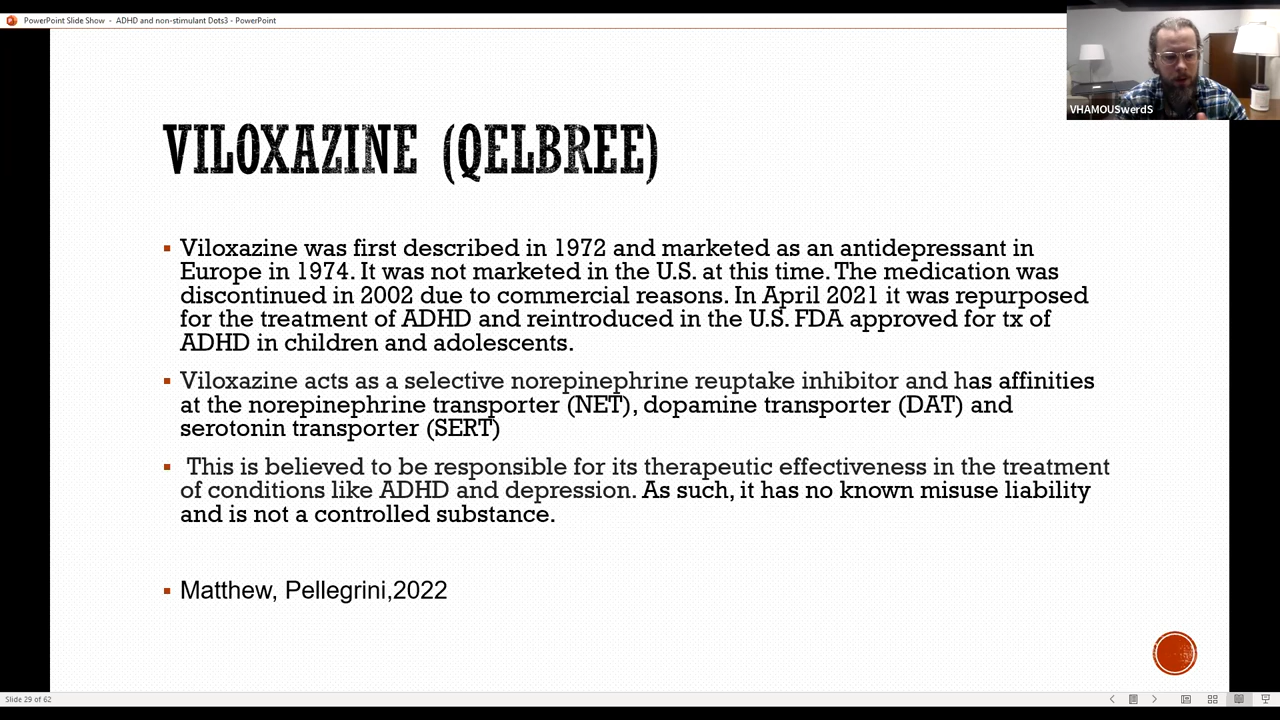 PowerPoint Slide Show - ADHD and non-stimulant Dots3 - PowerPoint
VHAMOUSwerdS
VILOXAZINE (QELBREE)
▪ Viloxazine was first described in 1972 and marketed as an antidepressant in
Europe in 1974. It was not marketed in the U.S. at this time. The medication was
discontinued in 2002 due to commercial reasons. In April 2021 it was repurposed
for the treatment of ADHD and reintroduced in the U.S. FDA approved for tx of
ADHD in children and adolescents.
▪ Viloxazine acts as a selective norepinephrine reuptake inhibitor and has affinities
at the norepinephrine transporter (NET), dopamine transporter (DAT) and
serotonin transporter (SERT)
▪ This is believed to be responsible for its therapeutic effectiveness in the treatment
of conditions like ADHD and depression. As such, it has no known misuse liability
and is not a controlled substance.
▪ Matthew, Pellegrini,2022
Slide 29 of 62